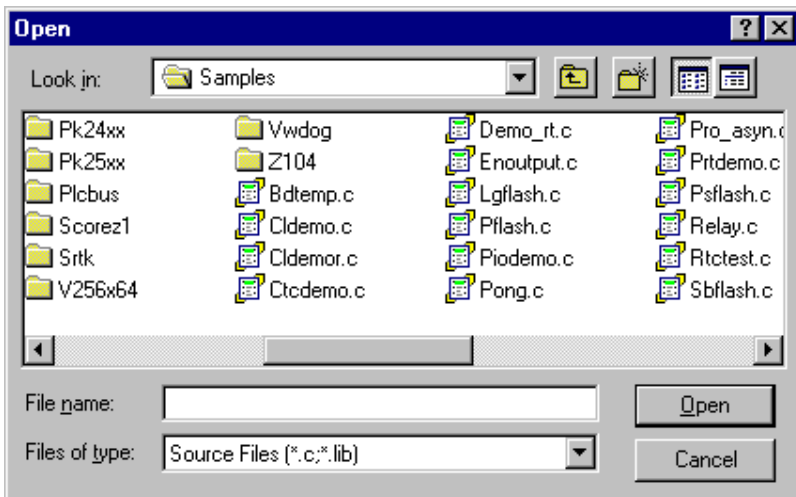 Open
Look in: Samples
Pk24xx Vwdog Demo_rt.c Pro_asyn.c
Pk25xx Z104 Enoutput.c Prtdemo.c
Plcbus Bdtemp.c Lgflash.c Psflash.c
Scorez1 Cldemo.c Pflash.c Relay.c
Srtk Cldemor.c Piodemo.c Rtctest.c
V256x64 Ctcdemo.c Pong.c Sbflash.c
File name: Open
Files of type: Source Files (*.c;*.lib) Cancel